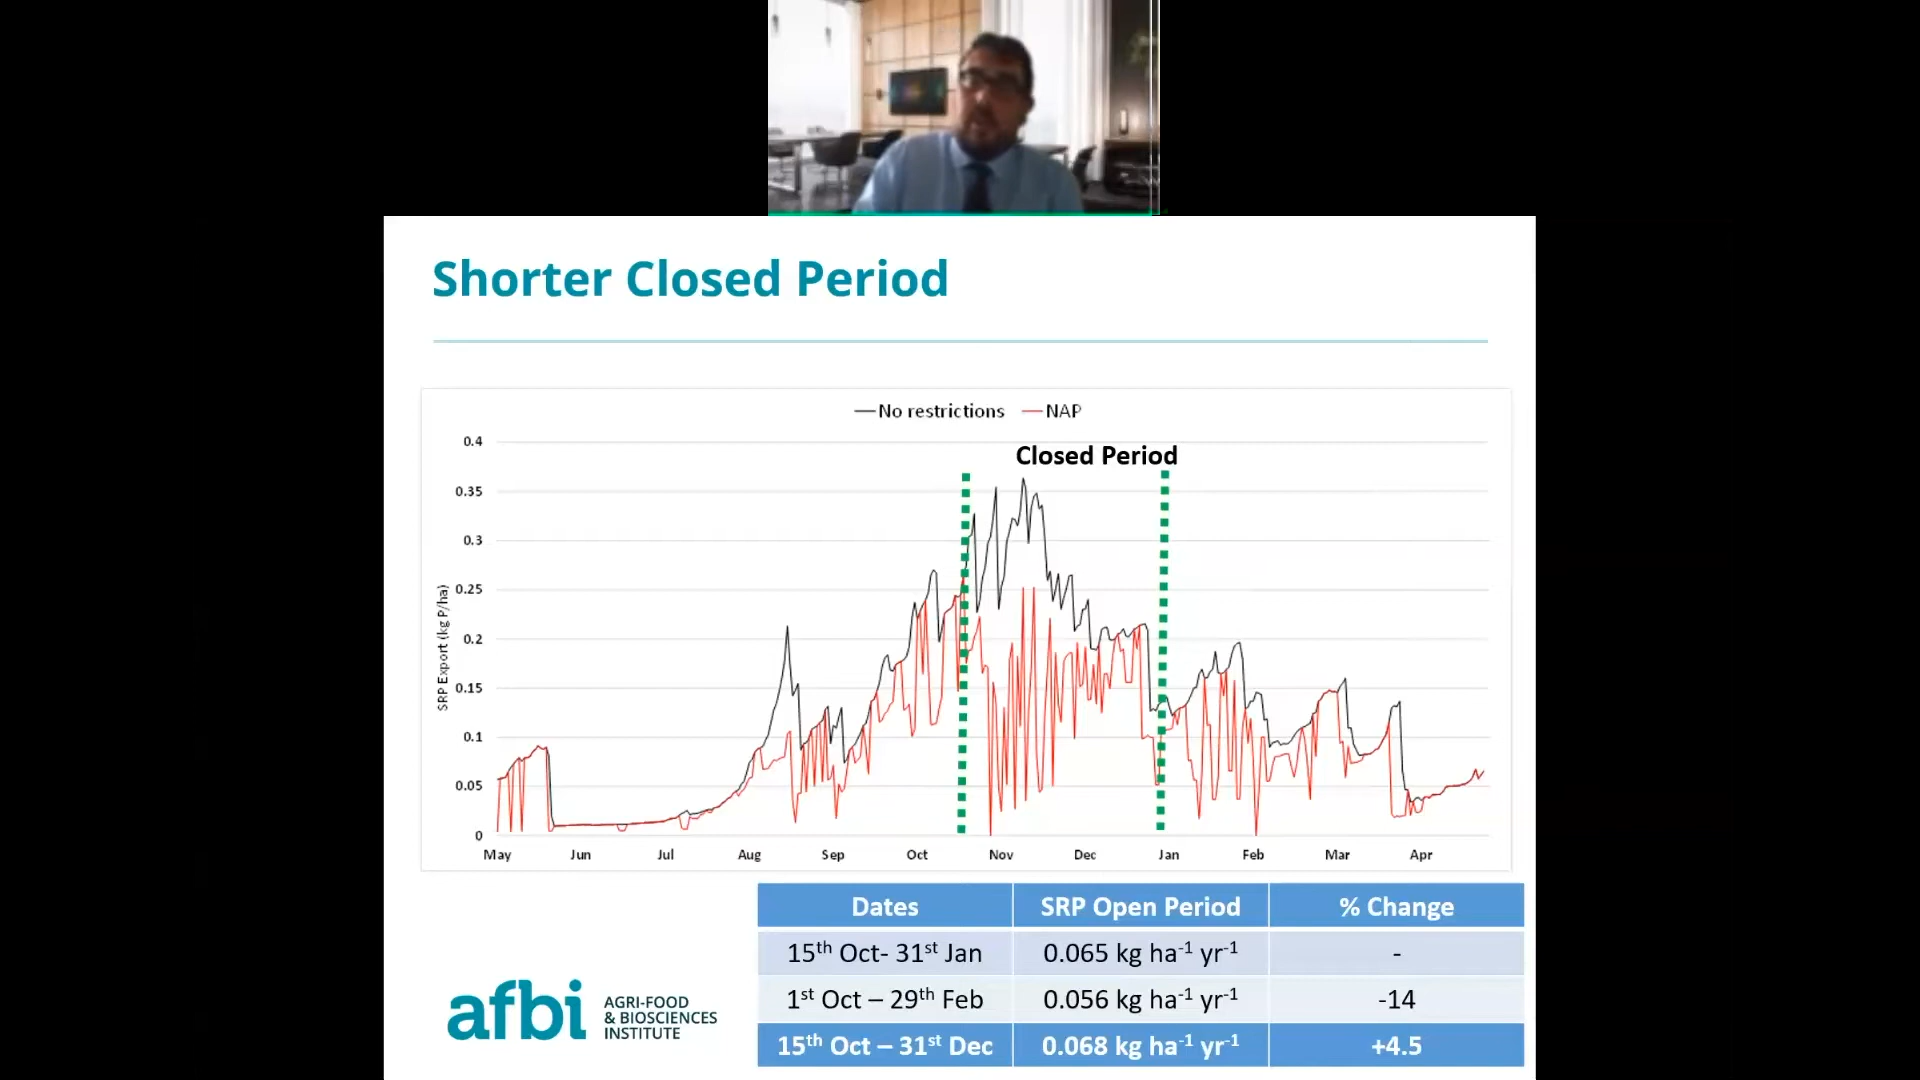 Shorter Closed Period
No restrictions NAP
Closed Period
SRP Export (kg P/ha)
0.4
0.35
0.3
0.25
0.2
0.15
0.1
0.05
0
May Jun Jul Aug Sep Oct Nov Dec Jan Feb Mar Apr
Dates SRP Open Period % Change
15th Oct- 31st Jan 0.065 kg ha-1 yr-1 -
1st Oct – 29th Feb 0.056 kg ha-1 yr-1 -14
15th Oct – 31st Dec 0.068 kg ha-1 yr-1 +4.5
afbi
AGRI-FOOD
& BIOSCIENCES
INSTITUTE